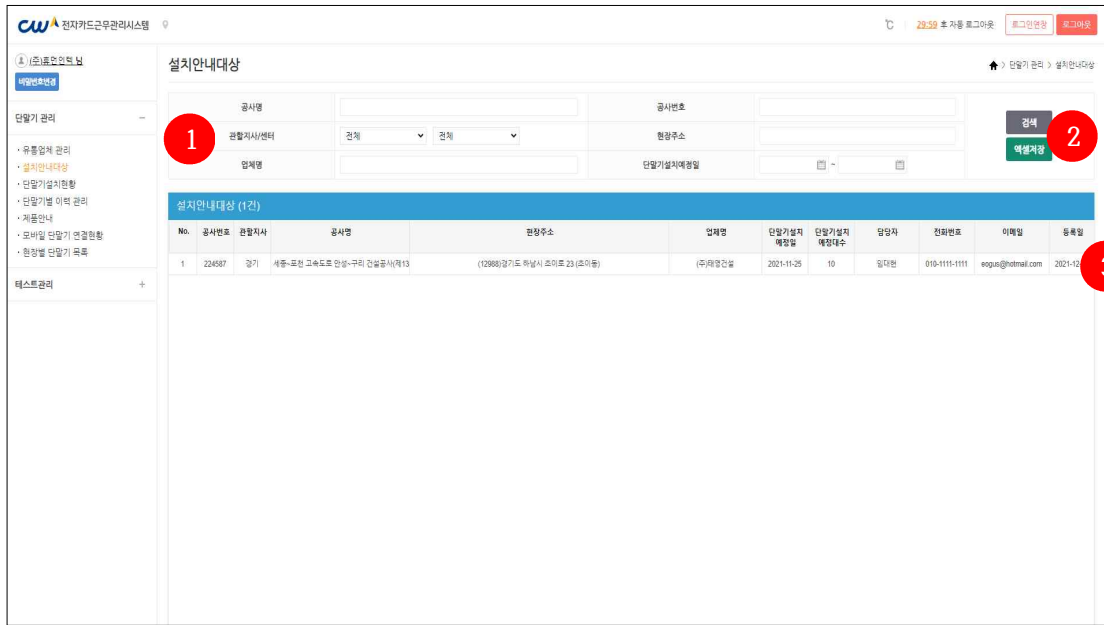 CWA 전자카드근무관리시스템
℃ 29:59 후 자동 로그아웃 로그인연장 로그아웃
(주)휴먼인텍 님
비밀번호변경
설치안내대상
단말기 관리 > 설치안내대상
단말기 관리 −
· 유통업체 관리
· 설치안내대상
· 단말기설치현황
· 단말기별 이력 관리
· 제품안내
· 모바일 단말기 연결현황
· 현장별 단말기 목록
테스트관리 +
1
공사명 공사번호
관할지사/센터 전체 전체 현장주소
업체명 단말기설치예정일 ~
검색
엑셀저장
2
설치안내대상 (1건)
No. 공사번호 관할지사 공사명 현장주소 업체명 단말기설치예정일 단말기설치예정대수 담당자 전화번호 이메일 등록일
1 224587 경기 세종~포천 고속도로 안성~구리 건설공사(제13 (12988)경기도 하남시 초이로 23 (초이동) (주)태영건설 2021-11-25 10 임대현 010-1111-1111 eogus@hotmail.com 2021-12
3